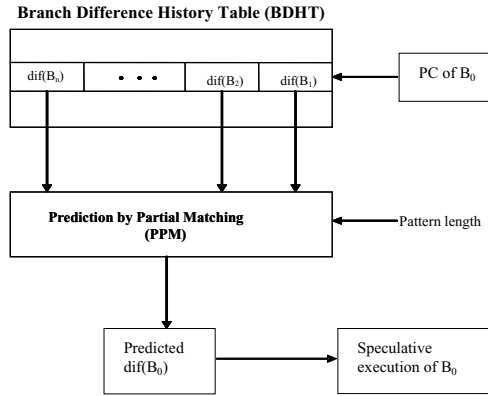 Branch Difference History Table (BDHT)
dif(Bn) • • • dif(B2) dif(B1)
PC of B0
Prediction by Partial Matching
(PPM)
Pattern length
Predicted
dif(B0)
Speculative
execution of B0